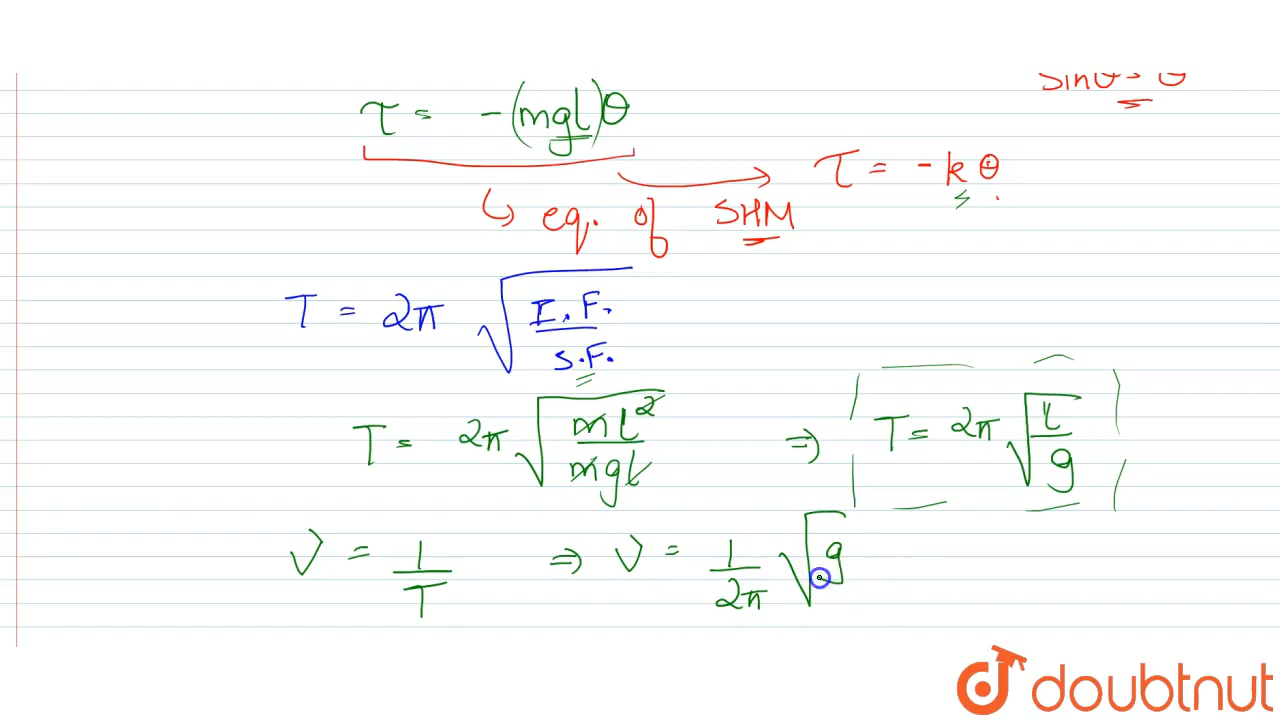 sinθ = θ
τ = -(mgl)θ
τ = -kθ
↳ eq. of SHM
T = 2π √(I.F./S.F.)
T = 2π √(ml²/mgl) ⇒ T = 2π √(l/g)
ν = 1/T ⇒ ν = 1/2π √g
doubtnut